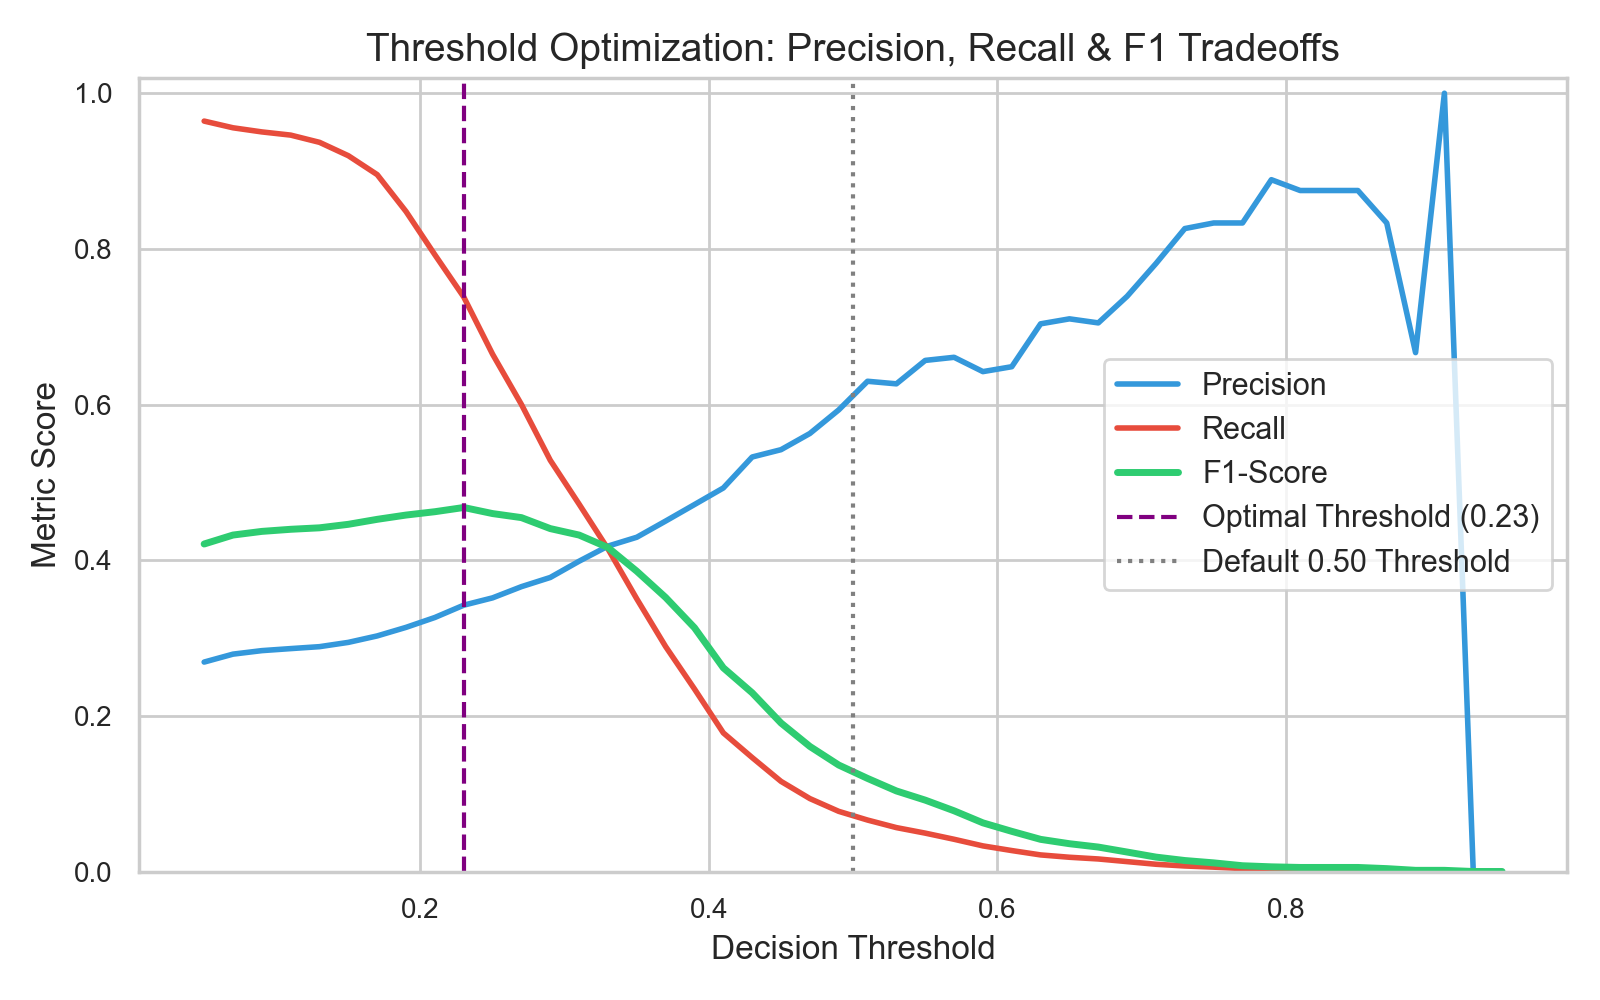 Threshold Optimization: Precision, Recall & F1 Tradeoffs
Metric Score
1.0
0.8
0.6
0.4
0.2
0.0
Precision
Recall
F1-Score
Optimal Threshold (0.23)
Default 0.50 Threshold
0.2
0.4
0.6
0.8
Decision Threshold